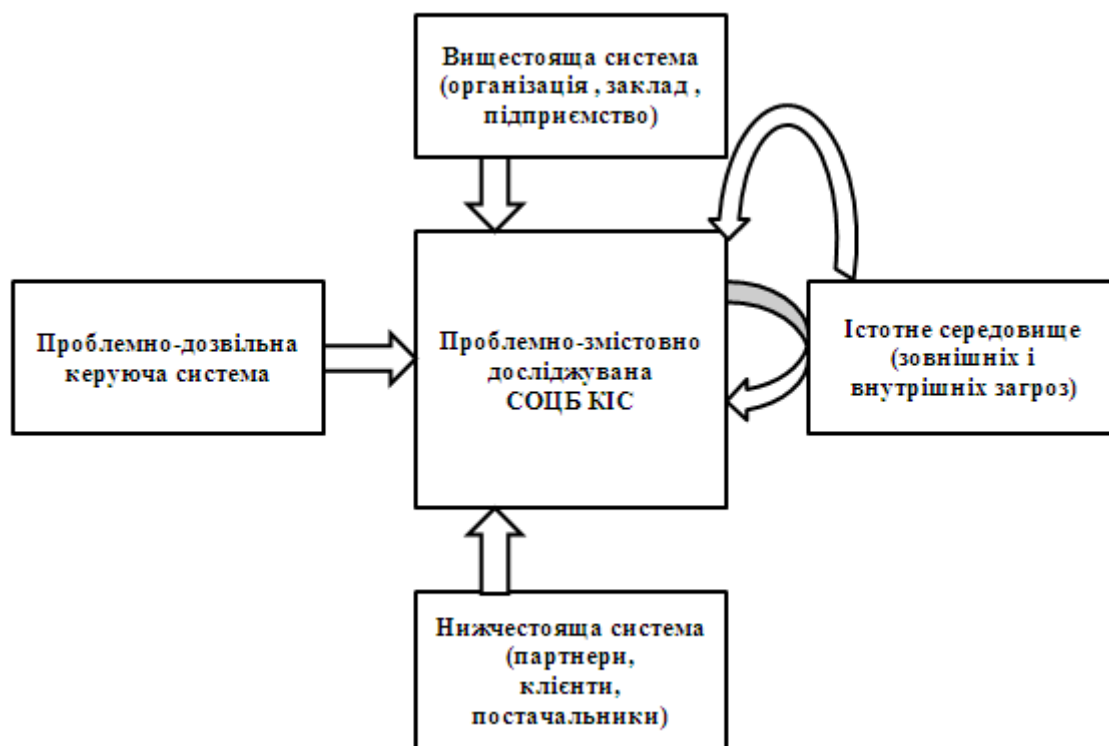 Вищестояща система
(організація , заклад ,
підприємство)
Проблемно-дозвільна
керуюча система
Проблемно-змістовно
досліджувана
СОЦБ КІС
Істотне середовище
(зовнішніх і
внутрішніх загроз)
Нижчестояща система
(партнери,
клієнти,
постачальники)